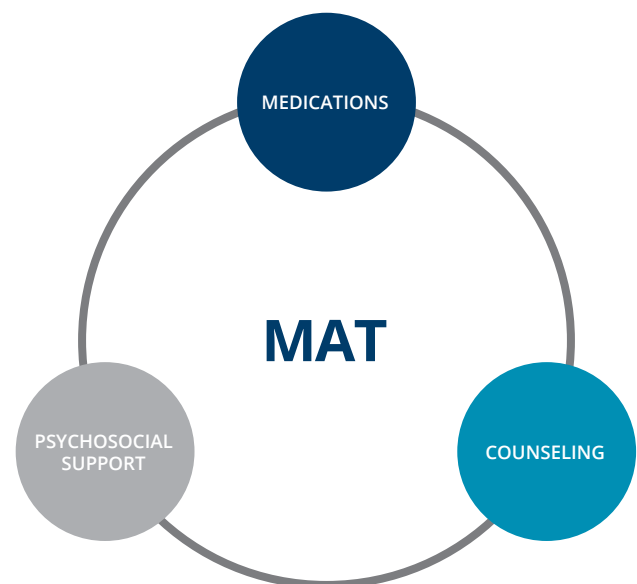 MEDICATIONS
MAT
PSYCHOSOCIAL
SUPPORT
COUNSELING